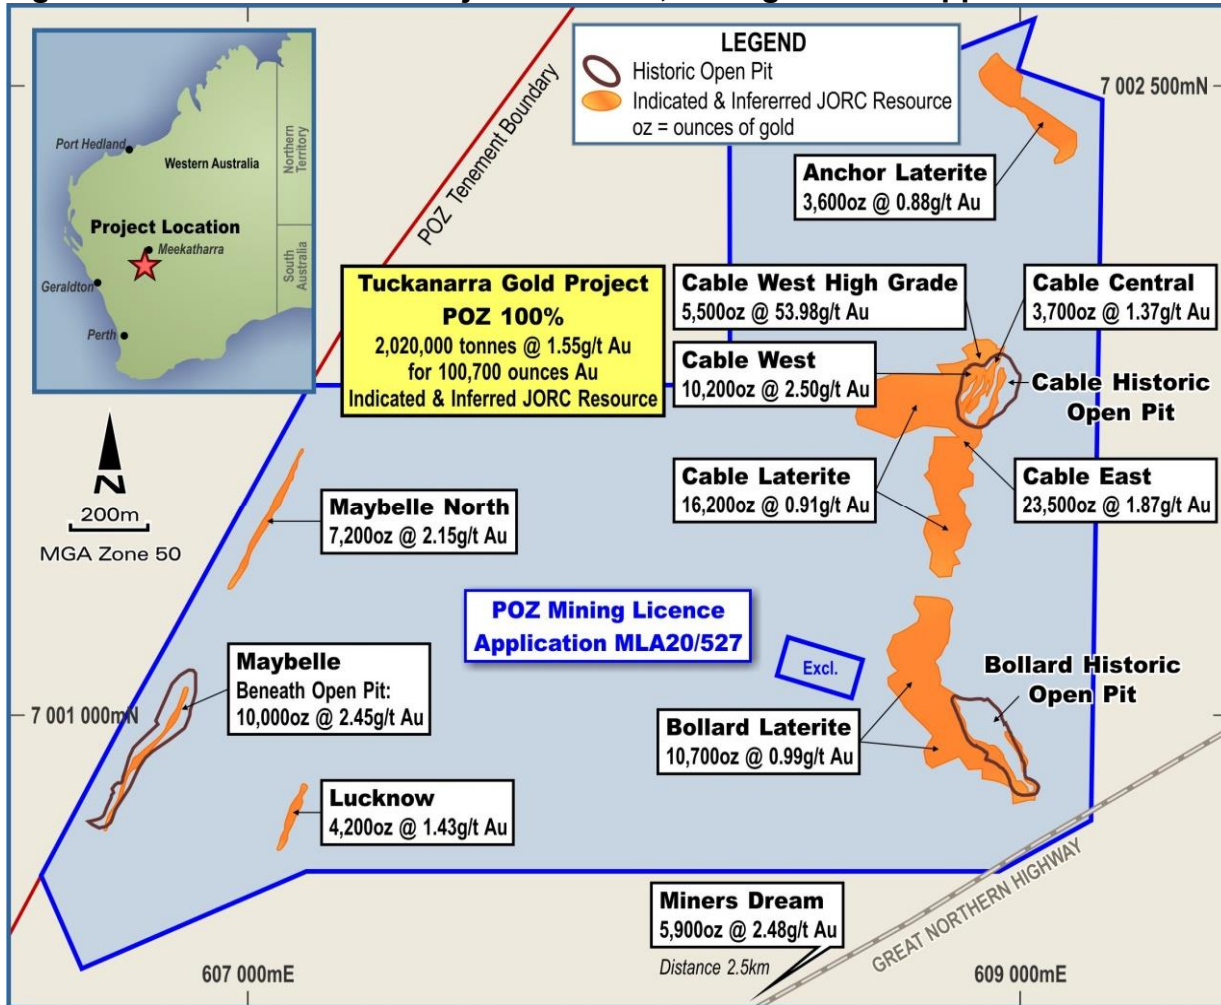 LEGEND
Historic Open Pit
Indicated & Infererred JORC Resource
oz = ounces of gold
7 002 500mN
Port Hedland
Western Australia
Northern
Territory
South
Australia
Project Location
Meekatharra
Geraldton
Perth
POZ Tenement Boundary
Anchor Laterite
3,600oz @ 0.88g/t Au
Tuckanarra Gold Project
POZ 100%
2,020,000 tonnes @ 1.55g/t Au
for 100,700 ounces Au
Indicated & Inferred JORC Resource
Cable West High Grade
5,500oz @ 53.98g/t Au
Cable Central
3,700oz @ 1.37g/t Au
Cable West
10,200oz @ 2.50g/t Au
Cable Historic
Open Pit
N
200m
MGA Zone 50
Maybelle North
7,200oz @ 2.15g/t Au
Cable Laterite
16,200oz @ 0.91g/t Au
Cable East
23,500oz @ 1.87g/t Au
POZ Mining Licence
Application MLA20/527
Excl.
Maybelle
Beneath Open Pit:
10,000oz @ 2.45g/t Au
7 001 000mN
Bollard Historic
Open Pit
Bollard Laterite
10,700oz @ 0.99g/t Au
Lucknow
4,200oz @ 1.43g/t Au
Miners Dream
5,900oz @ 2.48g/t Au
Distance 2.5km
GREAT NORTHERN HIGHWAY
607 000mE
609 000mE